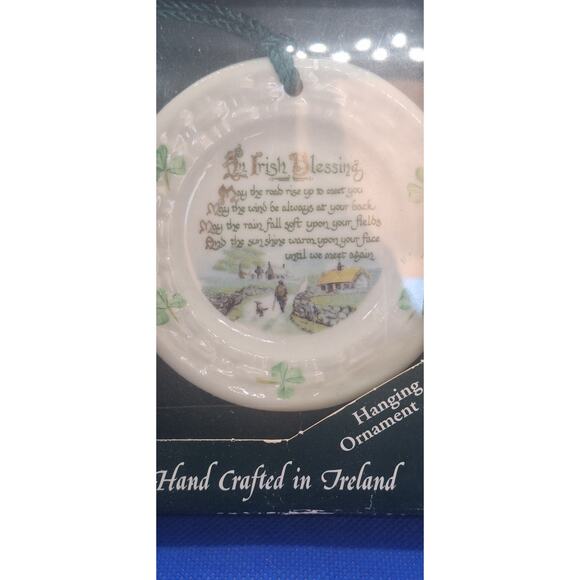 An Irish Blessing
May the road rise up to meet you
May the wind be always at your back
May the rain fall soft upon your fields
And the sun shine warm upon your face
until we meet again
Hanging
Ornament
Hand Crafted in Ireland